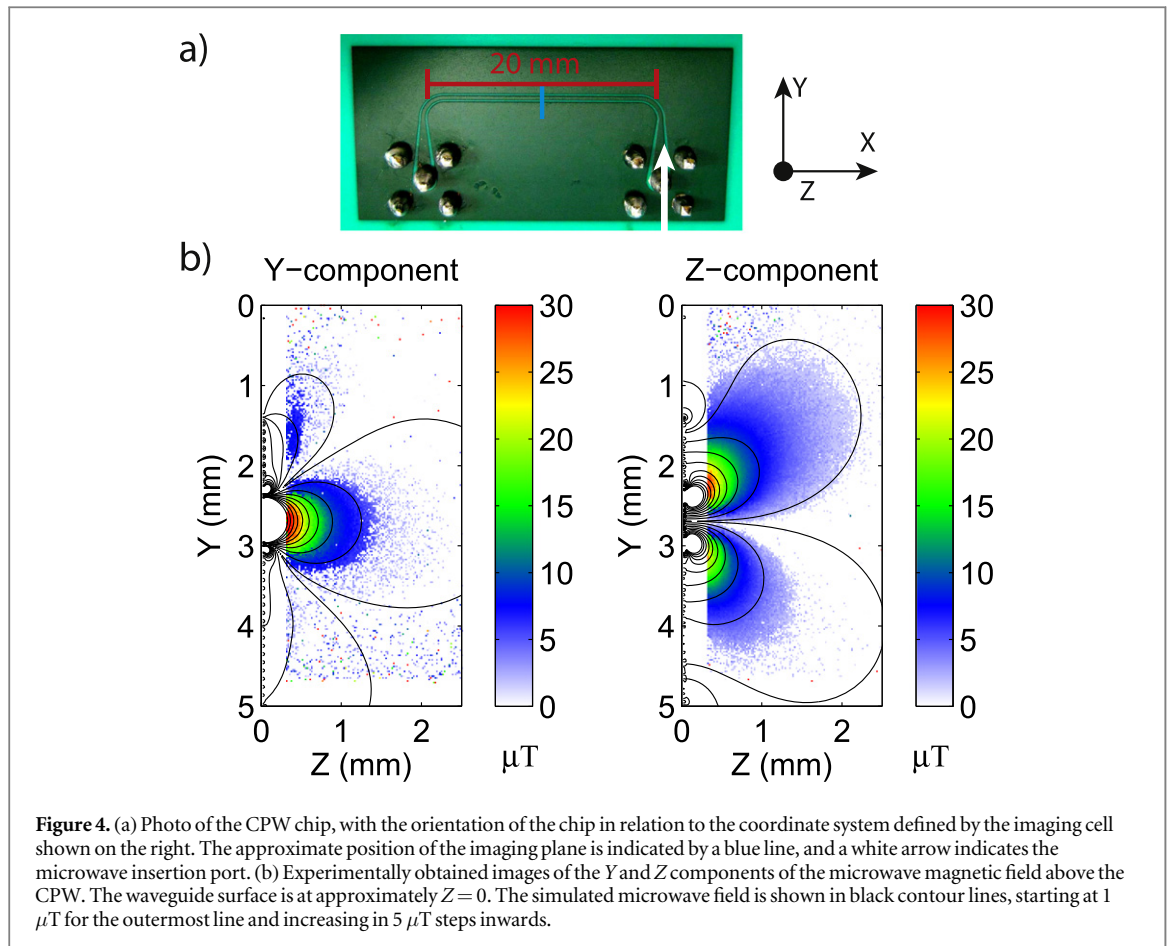 a)
20 mm
Y
X
Z
b)
Y−component
Z−component
0
1
2
3
4
5
Y (mm)
0 1 2
Z (mm)
30
25
20
15
10
5
0
μT
0
1
2
3
4
5
Y (mm)
0 1 2
Z (mm)
30
25
20
15
10
5
0
μT
Figure 4. (a) Photo of the CPW chip, with the orientation of the chip in relation to the coordinate system defined by the imaging cell
shown on the right. The approximate position of the imaging plane is indicated by a blue line, and a white arrow indicates the
microwave insertion port. (b) Experimentally obtained images of the Y and Z components of the microwave magnetic field above the
CPW. The waveguide surface is at approximately Z = 0. The simulated microwave field is shown in black contour lines, starting at 1
μT for the outermost line and increasing in 5 μT steps inwards.